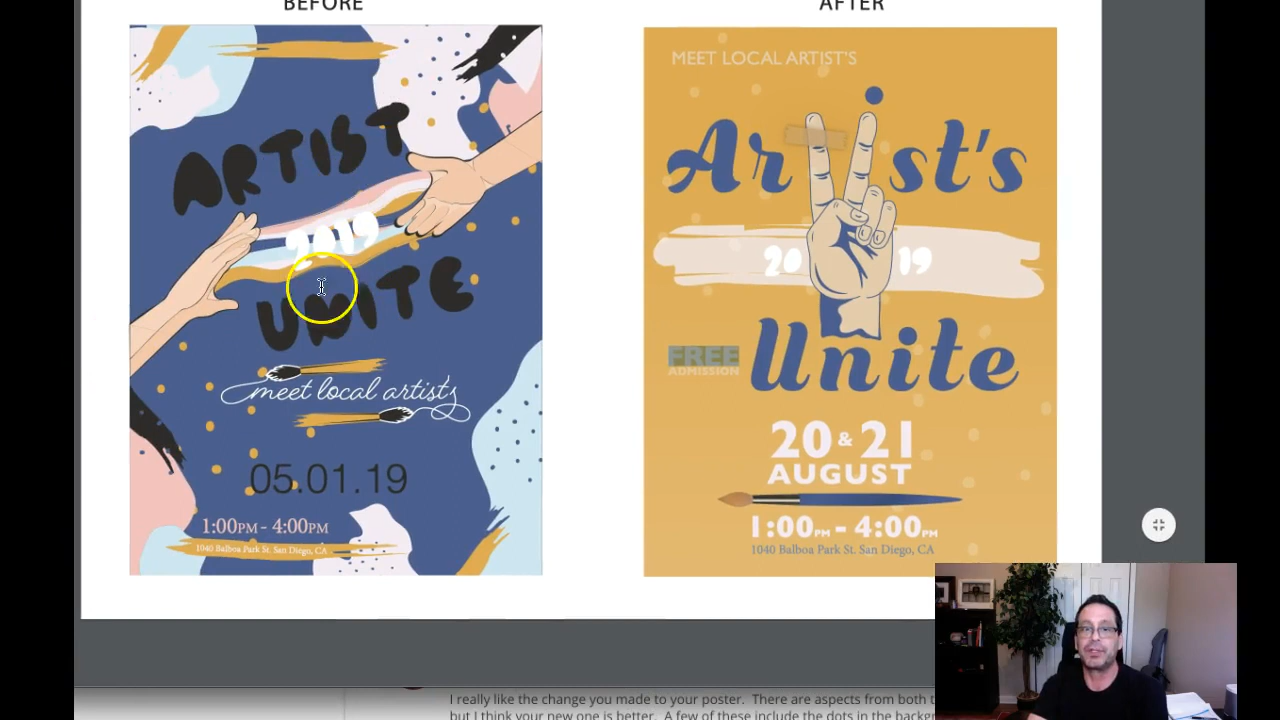 BEFORE
ARTIST
2019
UNITE
meet local artists
05.01.19
1:00PM - 4:00PM
1040 Balboa Park St. San Diego, CA
AFTER
MEET LOCAL ARTIST'S
Artist's
20 19
FREE
ADMISSION
Unite
20 & 21
AUGUST
1:00PM - 4:00PM
1040 Balboa Park St. San Diego, CA
I really like the change you made to your poster. There are aspects from both
but I think your new one is better. A few of these include the dots in the